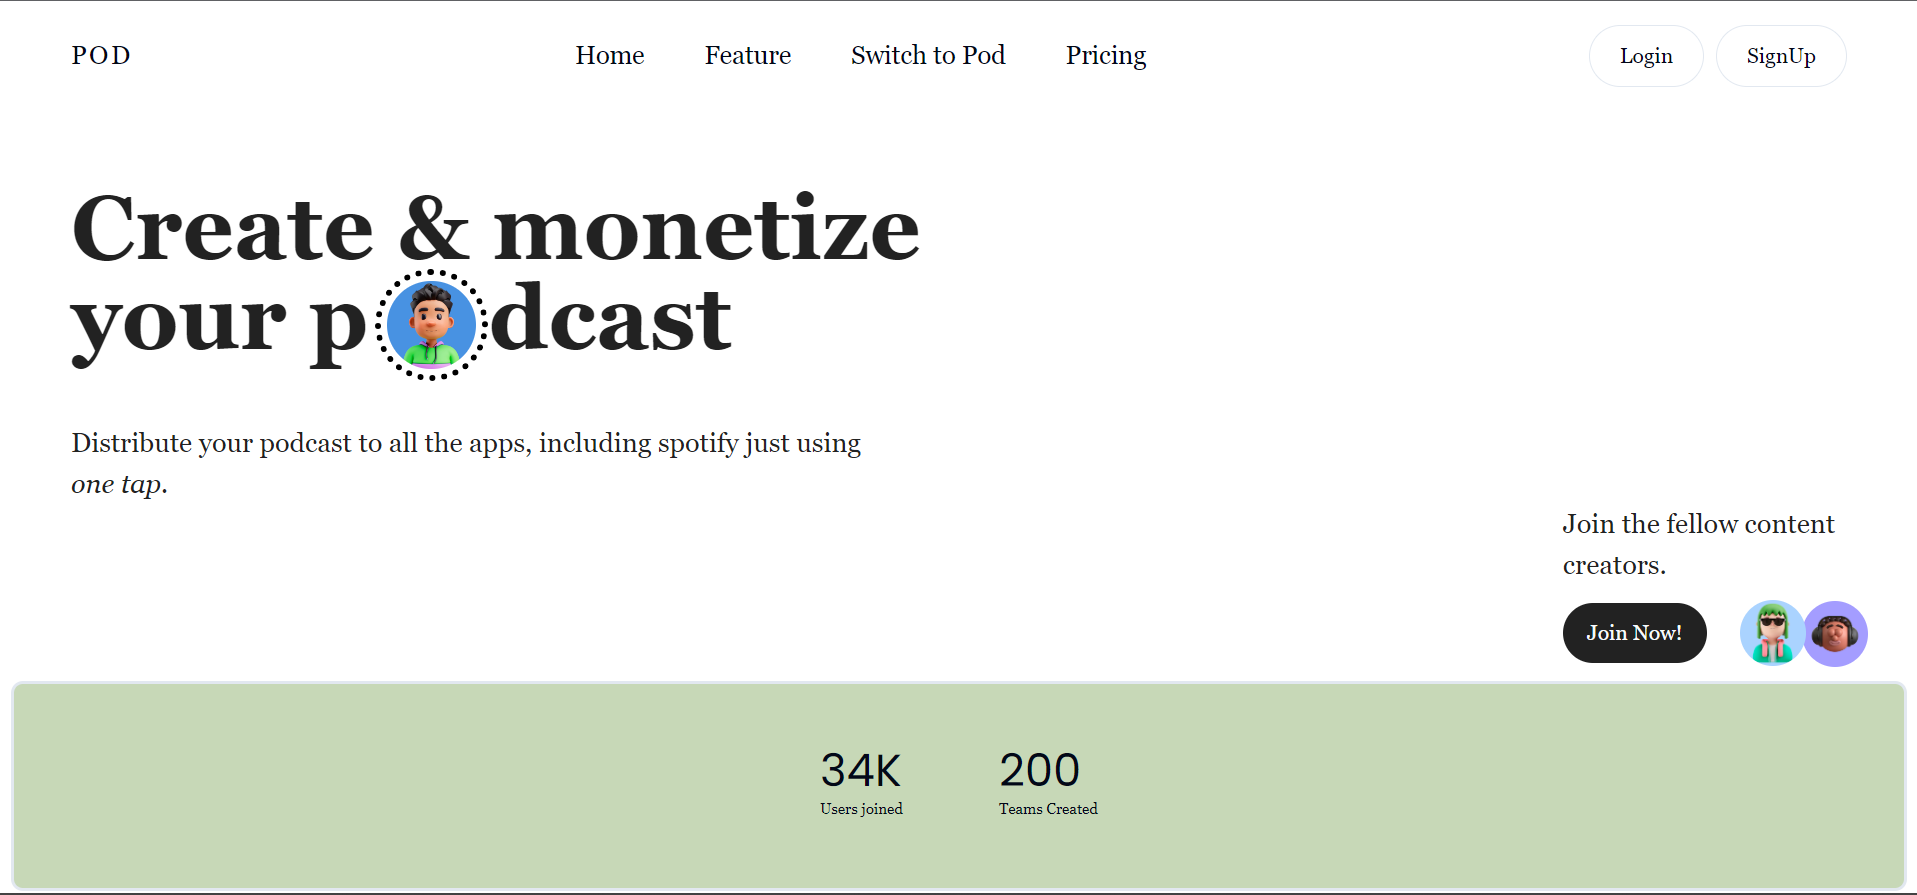 POD
Home
Feature
Switch to Pod
Pricing
Login
SignUp
Create & monetize
your p dcast
Distribute your podcast to all the apps, including spotify just using
one tap.
Join the fellow content
creators.
Join Now!
34K
Users joined
200
Teams Created